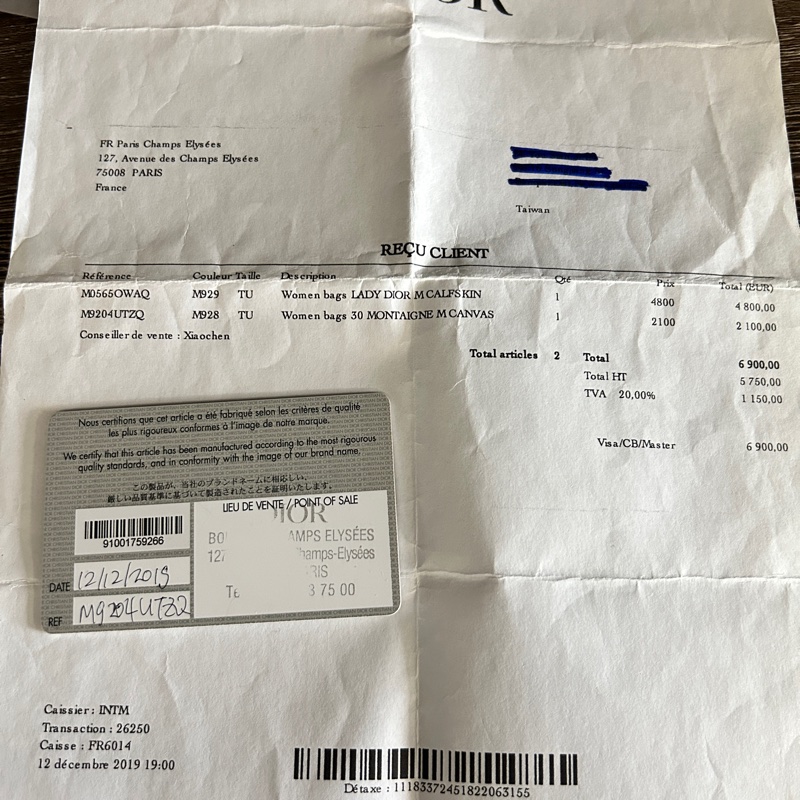 FR Paris Champs Elysées
127, Avenue des Champs Elysées
75008 PARIS
France
Taiwan
REÇU CLIENT
Référence Couleur Taille Description Qté Prix Total (EUR)
M0565OWAQ M929 TU Women bags LADY DIOR M CALFSKIN 1 4800 4 800,00
M9204UTZQ M928 TU Women bags 30 MONTAIGNE M CANVAS 1 2100 2 100,00
Conseiller de vente : Xiaochen
Total articles 2 Total 6 900,00
Total HT 5 750,00
TVA 20,00% 1 150,00
Visa/CB/Master 6 900,00
Nous certifions que cet article a été fabriqué selon les critères de qualité
les plus rigoureux conformes à l'image de notre marque.
We certify that this article has been manufactured according to the most rigourous
quality standards, and in conformity with the image of our brand name.
この製品が、当社のブランドネームに相応しい、
厳しい品質基準に基づいて製造されたことを証明いたします。
LIEU DE VENTE / POINT OF SALE
DIOR
AMPS ELYSÉES
Champs-Elysées
91001759266
3 75 00
DATE 12/12/2019
REF M9204UTZQ
Caissier : INTM
Transaction : 26250
Caisse : FR6014
12 décembre 2019 19:00
Détaxe : 11183372451822063155